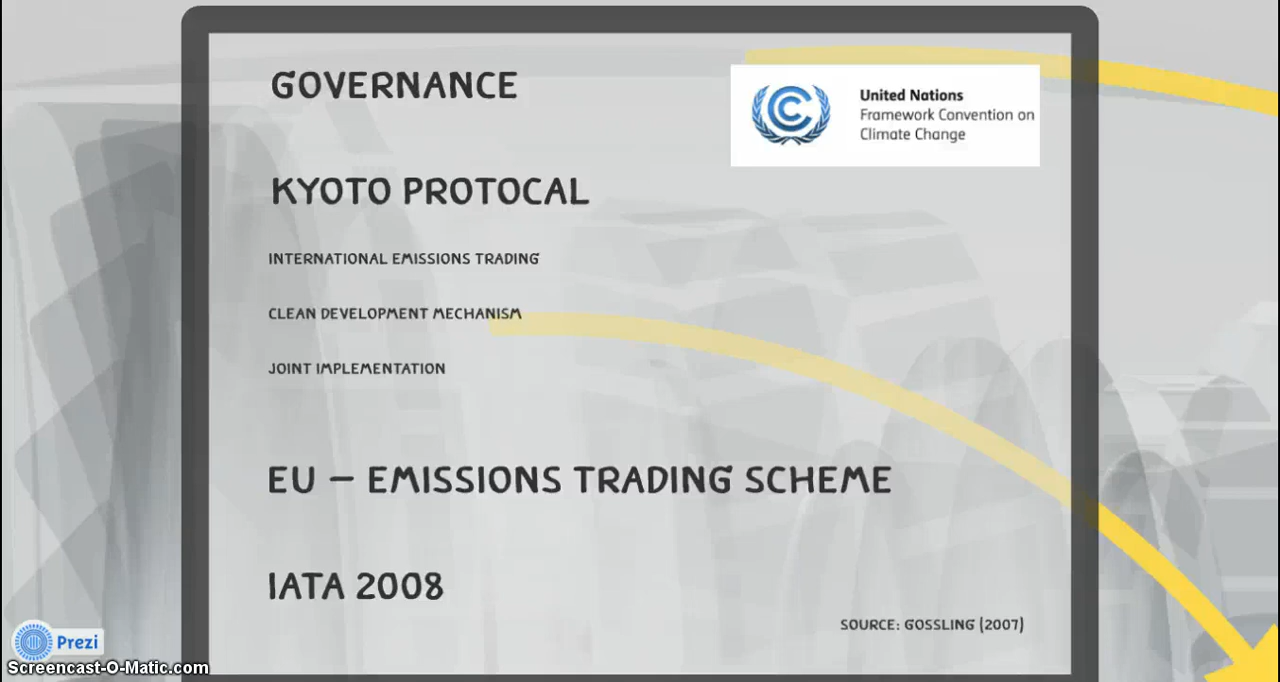 GOVERNANCE
United Nations
Framework Convention on
Climate Change
KYOTO PROTOCAL
INTERNATIONAL EMISSIONS TRADING
CLEAN DEVELOPMENT MECHANISM
JOINT IMPLEMENTATION
EU – EMISSIONS TRADING SCHEME
IATA 2008
SOURCE: GOSSLING (2007)
Prezi
Screencast-O-Matic.com